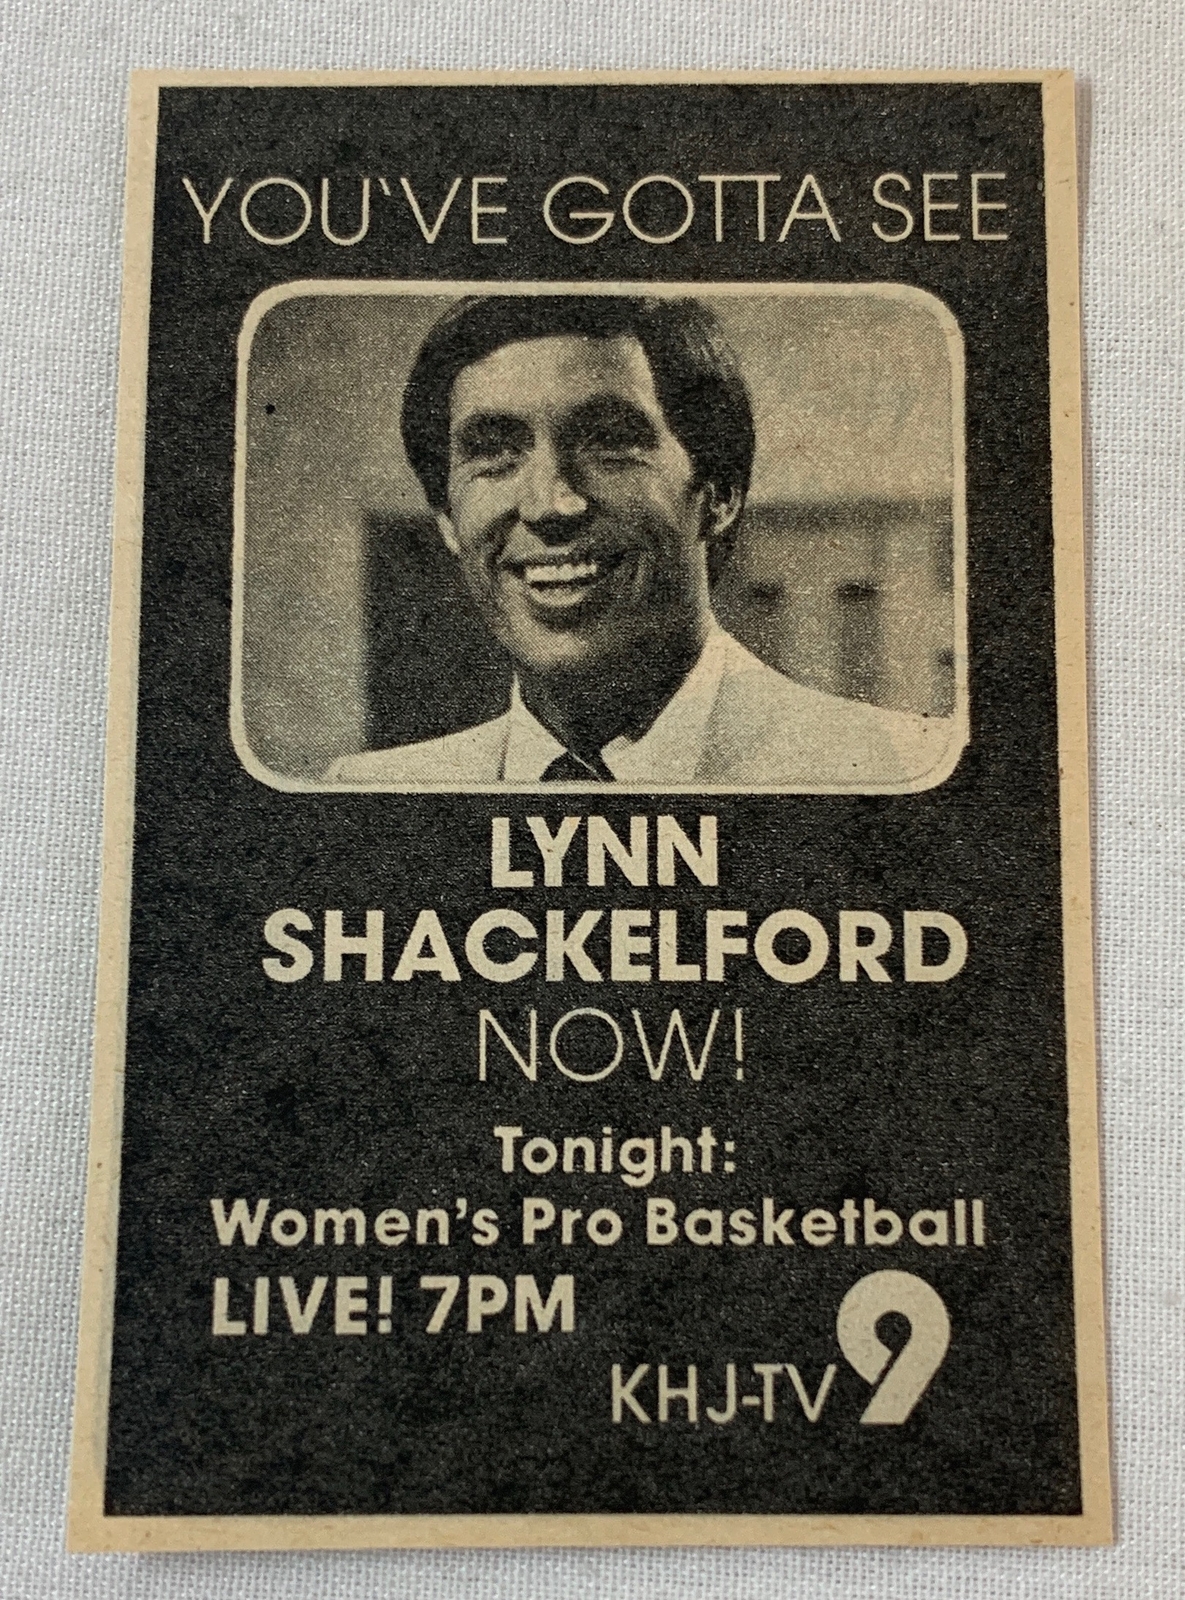 YOU'VE GOTTA SEE
LYNN
SHACKELFORD
NOW!
Tonight:
Women's Pro Basketball
LIVE! 7PM
KHJ-TV 9